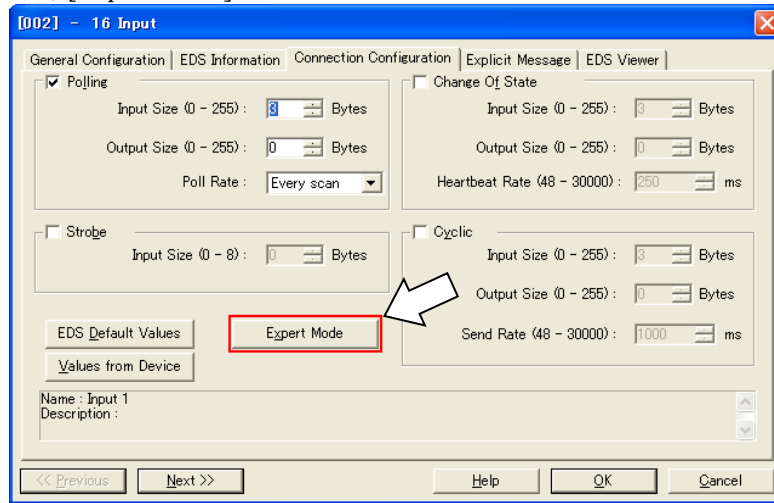 [002] - 16 Input
General Configuration EDS Information Connection Configuration Explicit Message EDS Viewer
Polling
Input Size (0 - 255) : 3 Bytes
Output Size (0 - 255) : 0 Bytes
Poll Rate : Every scan
Change Of State
Input Size (0 - 255) : 3 Bytes
Output Size (0 - 255) : 0 Bytes
Heartbeat Rate (48 - 30000) : 250 ms
Strobe
Input Size (0 - 8) : 0 Bytes
Cyclic
Input Size (0 - 255) : 3 Bytes
Output Size (0 - 255) : 0 Bytes
Send Rate (48 - 30000) : 1000 ms
EDS Default Values
Expert Mode
Values from Device
Name : Input 1
Description :
<< Previous Next >> Help OK Cancel